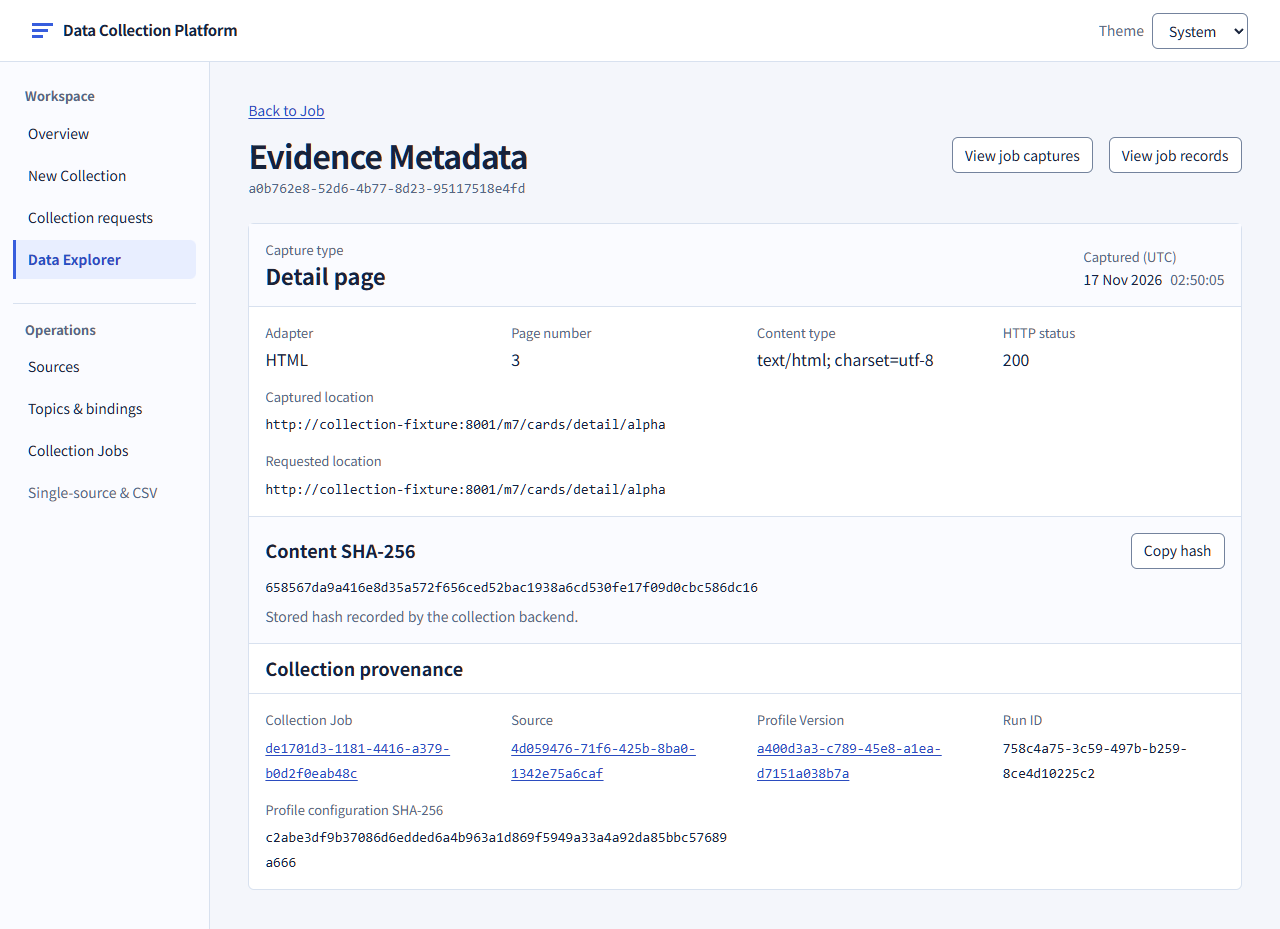 Data Collection Platform
Theme
System
Workspace
Overview
New Collection
Collection requests
Data Explorer
Operations
Sources
Topics & bindings
Collection Jobs
Single-source & CSV
Back to Job
Evidence Metadata
a0b762e8-52d6-4b77-8d23-95117518e4fd
View job captures
View job records
Capture type
Detail page
Captured (UTC)
17 Nov 2026 02:50:05
Adapter
HTML
Page number
3
Content type
text/html; charset=utf-8
HTTP status
200
Captured location
http://collection-fixture:8001/m7/cards/detail/alpha
Requested location
http://collection-fixture:8001/m7/cards/detail/alpha
Content SHA-256
Copy hash
658567da9a416e8d35a572f656ced52bac1938a6cd530fe17f09d0cbc586dc16
Stored hash recorded by the collection backend.
Collection provenance
Collection Job
de1701d3-1181-4416-a379-
b0d2f0eab48c
Source
4d059476-71f6-425b-8ba0-
1342e75a6caf
Profile Version
a400d3a3-c789-45e8-a1ea-
d7151a038b7a
Run ID
758c4a75-3c59-497b-b259-
8ce4d10225c2
Profile configuration SHA-256
c2abe3df9b37086d6edded6a4b963a1d869f5949a33a4a92da85bbc57689
a666